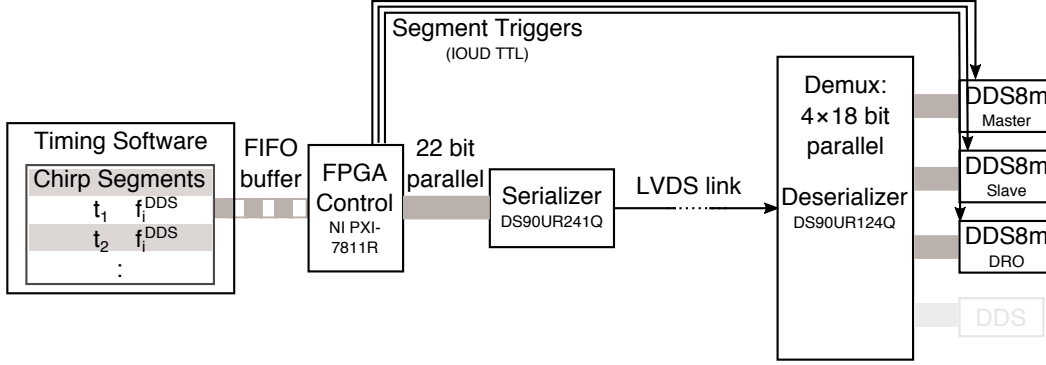 Segment Triggers
(IOUD TTL)
Timing Software
Chirp Segments
t1 fiDDS
t2 fiDDS
:
FIFO
buffer
FPGA
Control
NI PXI-
7811R
22 bit
parallel
Serializer
DS90UR241Q
LVDS link
Demux:
4×18 bit
parallel
Deserializer
DS90UR124Q
DDS8m
Master
DDS8m
Slave
DDS8m
DRO
DDS